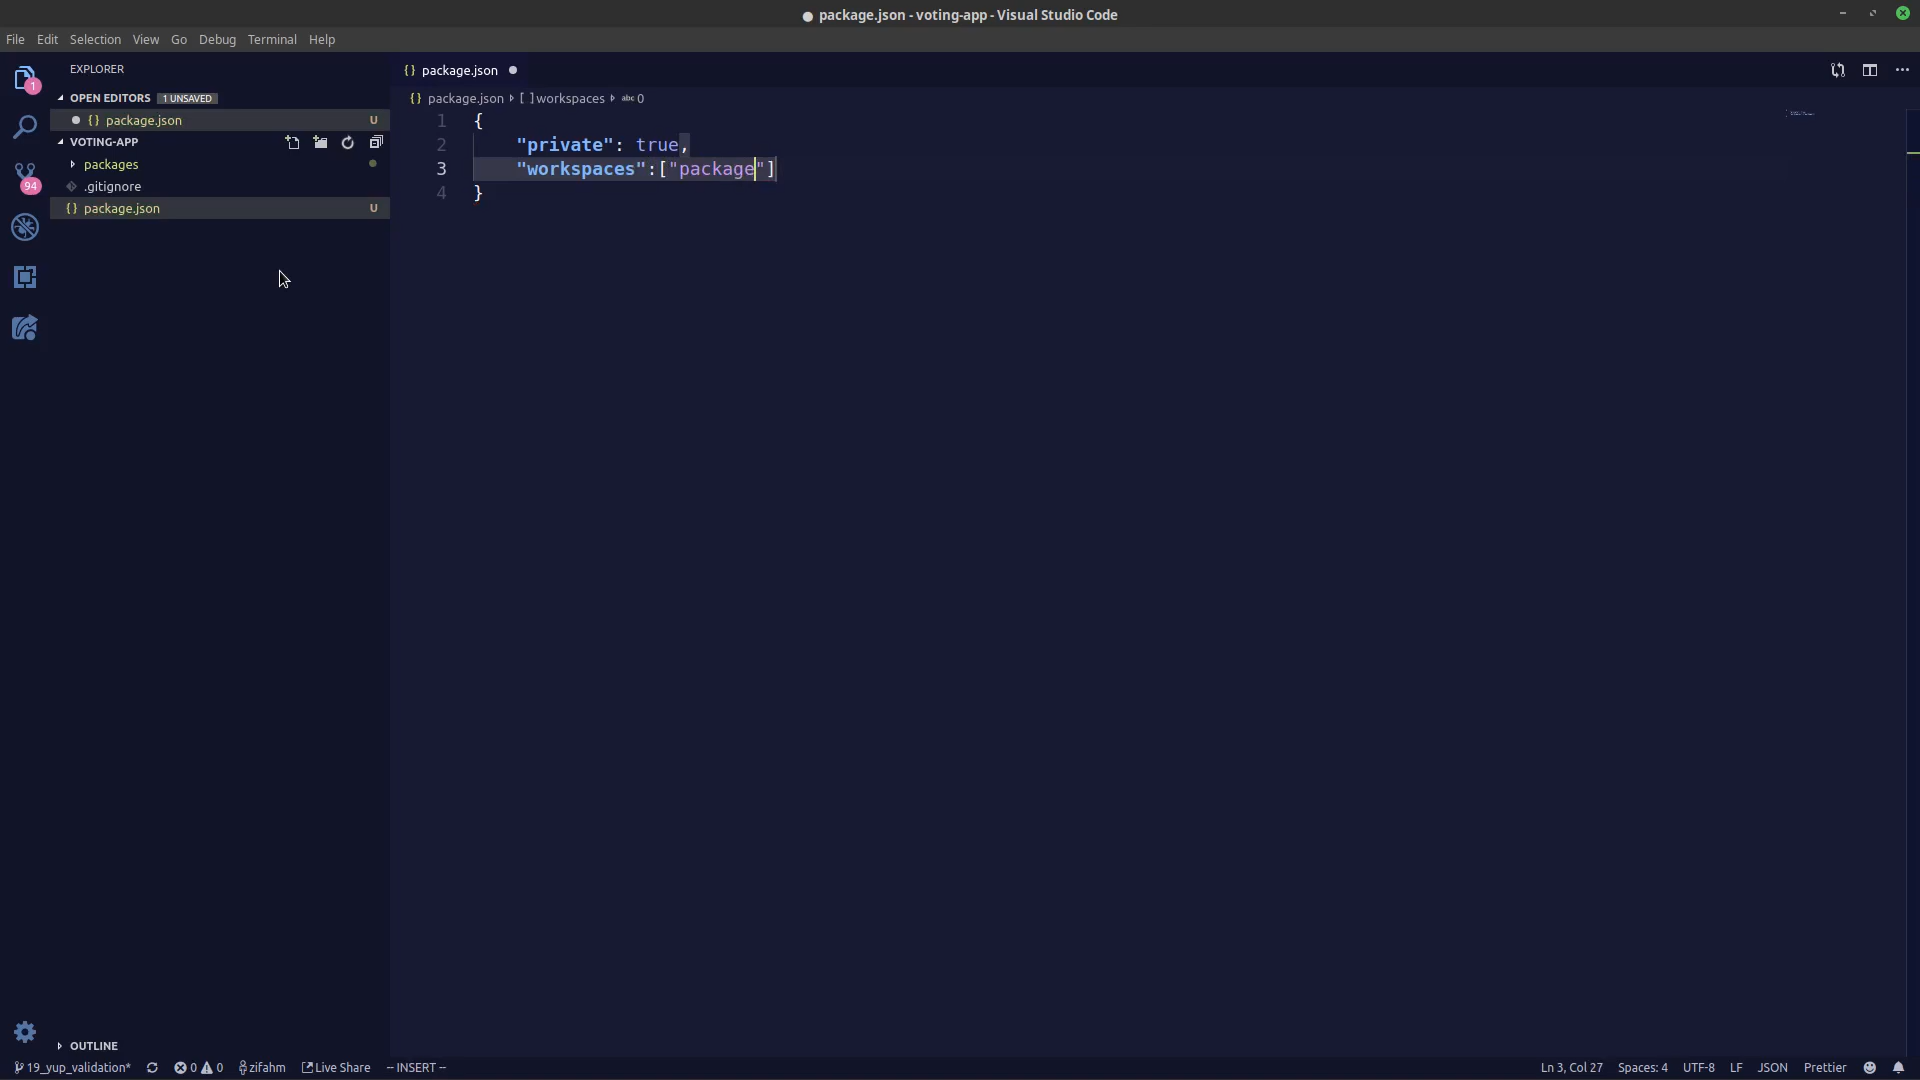 ● package.json - voting-app - Visual Studio Code
File Edit Selection View Go Debug Terminal Help
EXPLORER
OPEN EDITORS 1 UNSAVED
{} package.json U
VOTING-APP
packages
.gitignore
{} package.json U
OUTLINE
1
94
{} package.json ●
{} package.json [ ] workspaces abc 0
1 {
2 "private": true,
3 "workspaces":["package"]
4 }
19_yup_validation* 0 0 zifahm Live Share -- INSERT -- Ln 3, Col 27 Spaces: 4 UTF-8 LF JSON Prettier